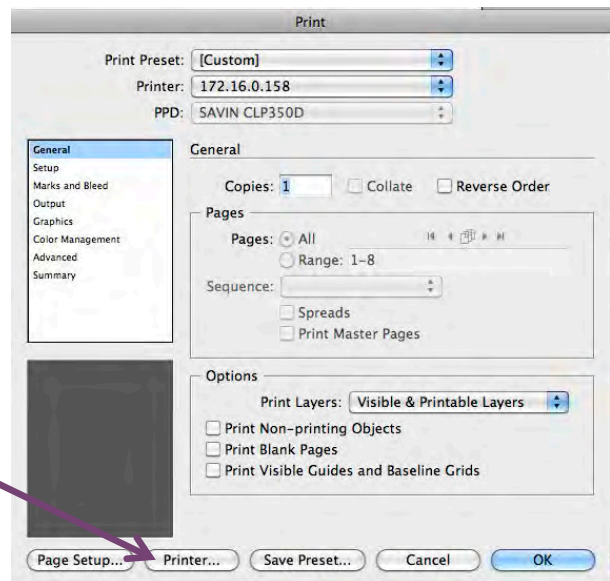 Print
Print Preset: [Custom]
Printer: 172.16.0.158
PPD: SAVIN CLP350D
General
Setup
Marks and Bleed
Output
Graphics
Color Management
Advanced
Summary
General
Copies: 1 Collate Reverse Order
Pages
Pages: All
Range: 1–8
Sequence:
Spreads
Print Master Pages
Options
Print Layers: Visible & Printable Layers
Print Non-printing Objects
Print Blank Pages
Print Visible Guides and Baseline Grids
Page Setup... Printer... Save Preset... Cancel OK